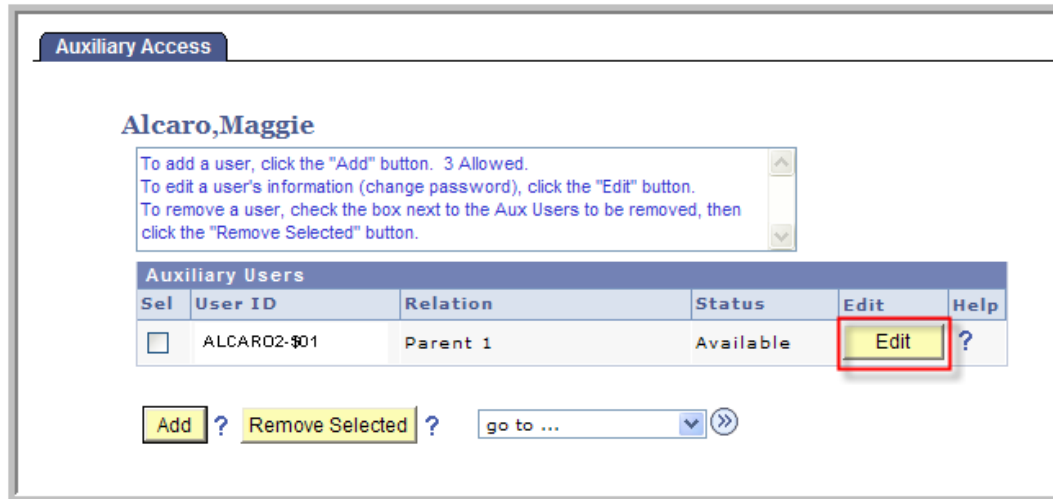 Auxiliary Access
Alcaro,Maggie
To add a user, click the "Add" button. 3 Allowed.
To edit a user's information (change password), click the "Edit" button.
To remove a user, check the box next to the Aux Users to be removed, then
click the "Remove Selected" button.
Auxiliary Users
Sel User ID Relation Status Edit Help
ALCARO2-$01 Parent 1 Available Edit ?
Add ? Remove Selected ? go to ...